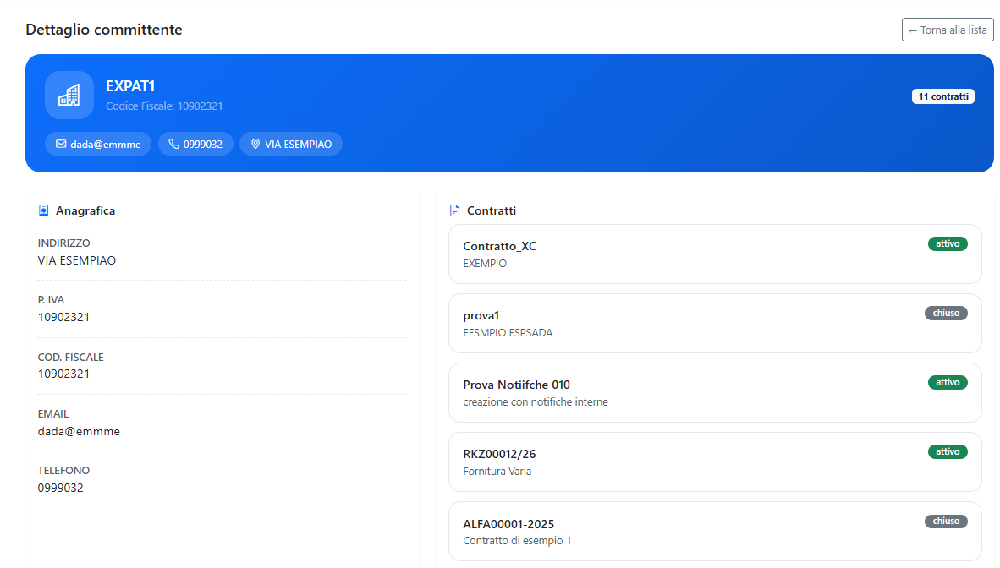 Dettaglio committente
← Torna alla lista
EXPAT1
Codice Fiscale: 10902321
11 contratti
dada@emmme
0999032
VIA ESEMPIAO
Anagrafica
INDIRIZZO
VIA ESEMPIAO
P. IVA
10902321
COD. FISCALE
10902321
EMAIL
dada@emmme
TELEFONO
0999032
Contratti
Contratto_XC
attivo
EXEMPIO
prova1
chiuso
EESMPIO ESPSADA
Prova Notiifche 010
attivo
creazione con notifiche interne
RKZ00012/26
attivo
Fornitura Varia
ALFA00001-2025
chiuso
Contratto di esempio 1